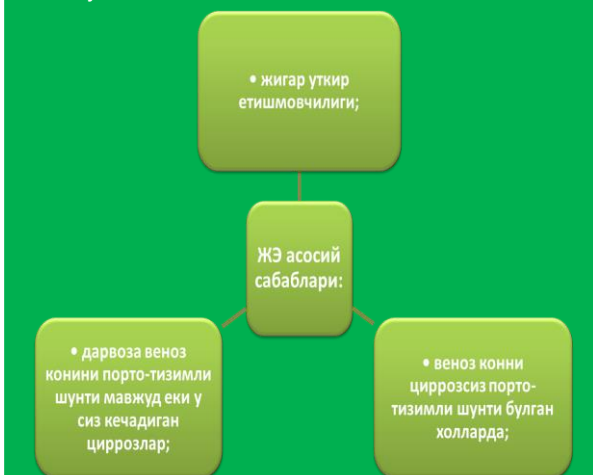 • жигар уткир
етишмовчилиги;
ЖЭ асосий
сабаблари:
• дарвоза веноз
конини порто-тизимли
шунти мавжуд еки у
сиз кечадиган
циррозлар;
• веноз конни
циррозсиз порто-
тизимли шунти булган
холларда;